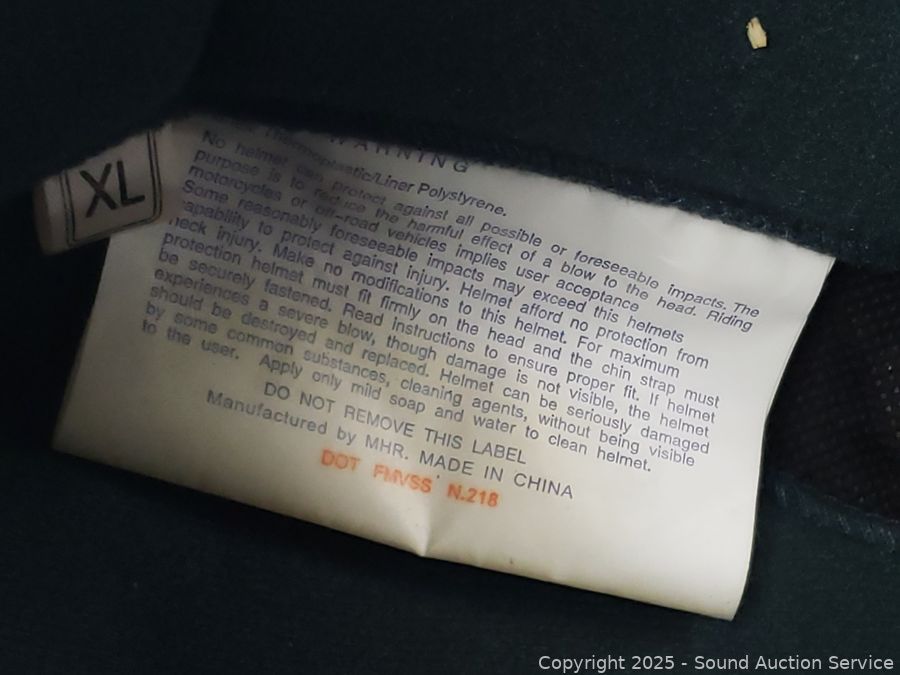 XL
WARNING
Thermoplastic/Liner Polystyrene.
No helmet can protect against all possible or foreseeable impacts. The
purpose is to reduce the harmful effect of a blow to the head. Riding
motorcycles or off-road vehicles implies user acceptance
Some reasonably foreseeable impacts may exceed this helmets
capability to protect against injury. Helmet afford no protection from
neck injury. Make no modifications to this helmet. For maximum
protection helmet must fit firmly on the head and the chin strap must
be securely fastened. Read instructions to ensure proper fit. If helmet
experiences a severe blow, though damage is not visible, the helmet
should be destroyed and replaced. Helmet can be seriously damaged
by some common substances, cleaning agents, without being visible
to the user. Apply only mild soap and water to clean helmet.
DO NOT REMOVE THIS LABEL
Manufactured by MHR. MADE IN CHINA
DOT FMVSS N.218
Copyright 2025 - Sound Auction Service